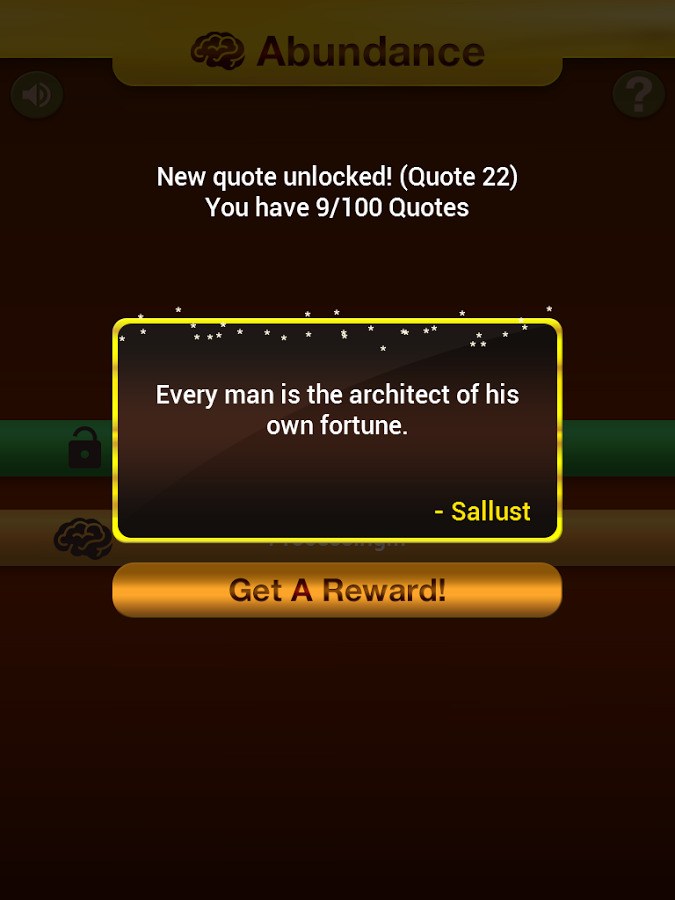 Abundance
?
New quote unlocked! (Quote 22)
You have 9/100 Quotes
Every man is the architect of his
own fortune.
- Sallust
Get A Reward!